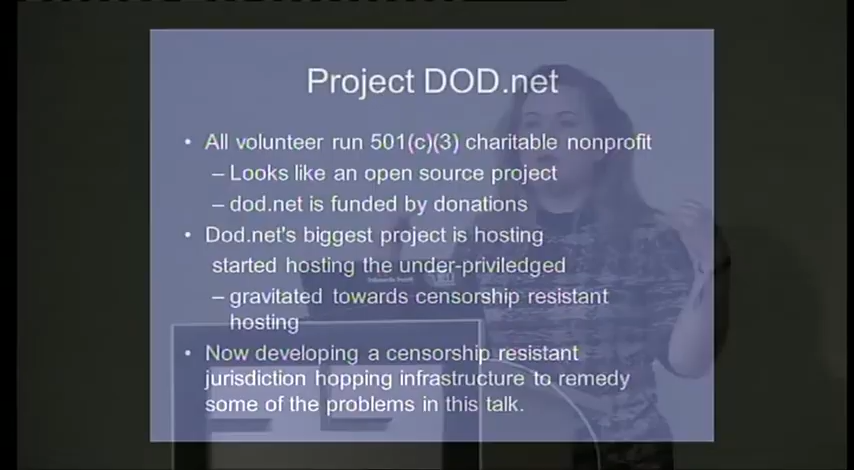 Project DOD.net
• All volunteer run 501(c)(3) charitable nonprofit
– Looks like an open source project
– dod.net is funded by donations
• Dod.net's biggest project is hosting
started hosting the under-priviledged
– gravitated towards censorship resistant
hosting
• Now developing a censorship resistant
jurisdiction hopping infrastructure to remedy
some of the problems in this talk.